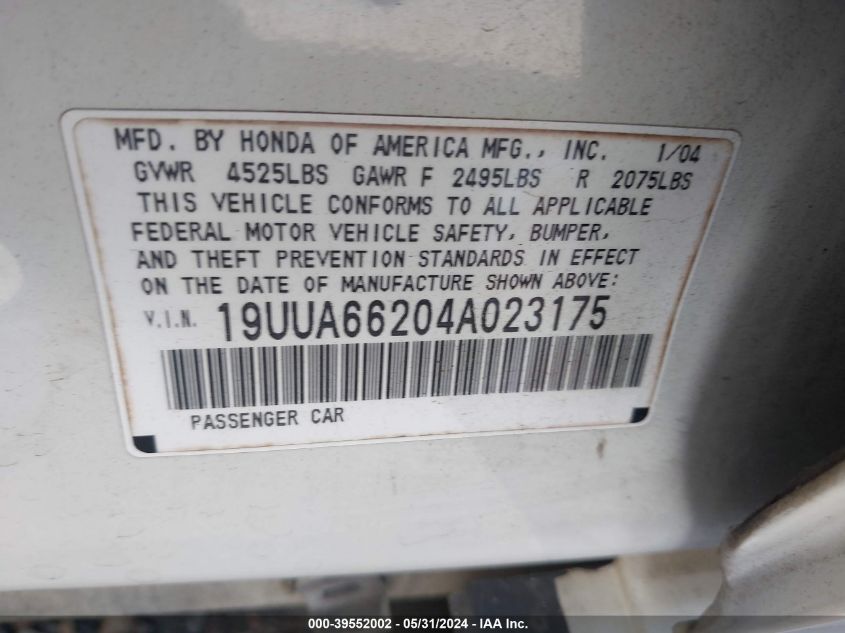 MFD. BY HONDA OF AMERICA MFG., INC. 1/04
GVWR 4525LBS GAWR F 2495LBS R 2075LBS
THIS VEHICLE CONFORMS TO ALL APPLICABLE
FEDERAL MOTOR VEHICLE SAFETY, BUMPER,
AND THEFT PREVENTION STANDARDS IN EFFECT
ON THE DATE OF MANUFACTURE SHOWN ABOVE:
V.I.N. 19UUA66204A023175
PASSENGER CAR
000-39552002 - 05/31/2024 - IAA Inc.